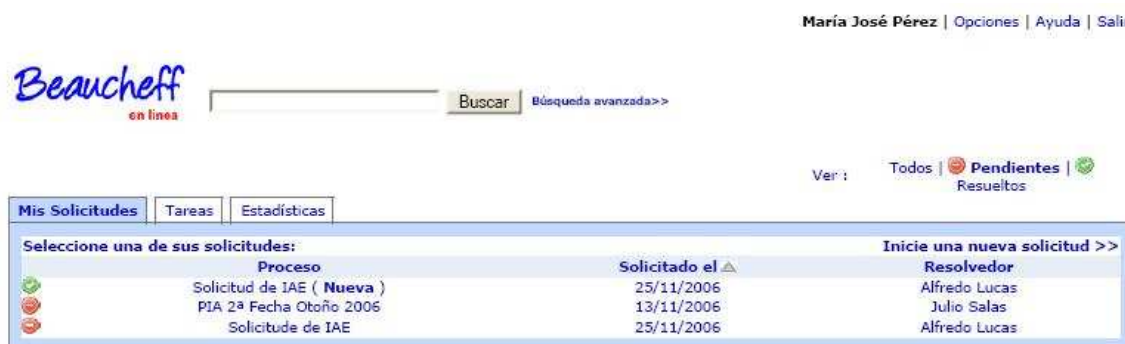 María José Pérez | Opciones | Ayuda |
Beaucheff
en linea
Buscar Búsqueda avanzada>>
Ver : Todos | Pendientes |
Resueltos
Mis Solicitudes Tareas Estadísticas
Seleccione una de sus solicitudes: Inicie una nueva solicitud >>
Proceso Solicitado el Resolvedor
Solicitud de IAE ( Nueva ) 25/11/2006 Alfredo Lucas
PIA 2ª Fecha Otoño 2006 13/11/2006 Julio Salas
Solicitude de IAE 25/11/2006 Alfredo Lucas